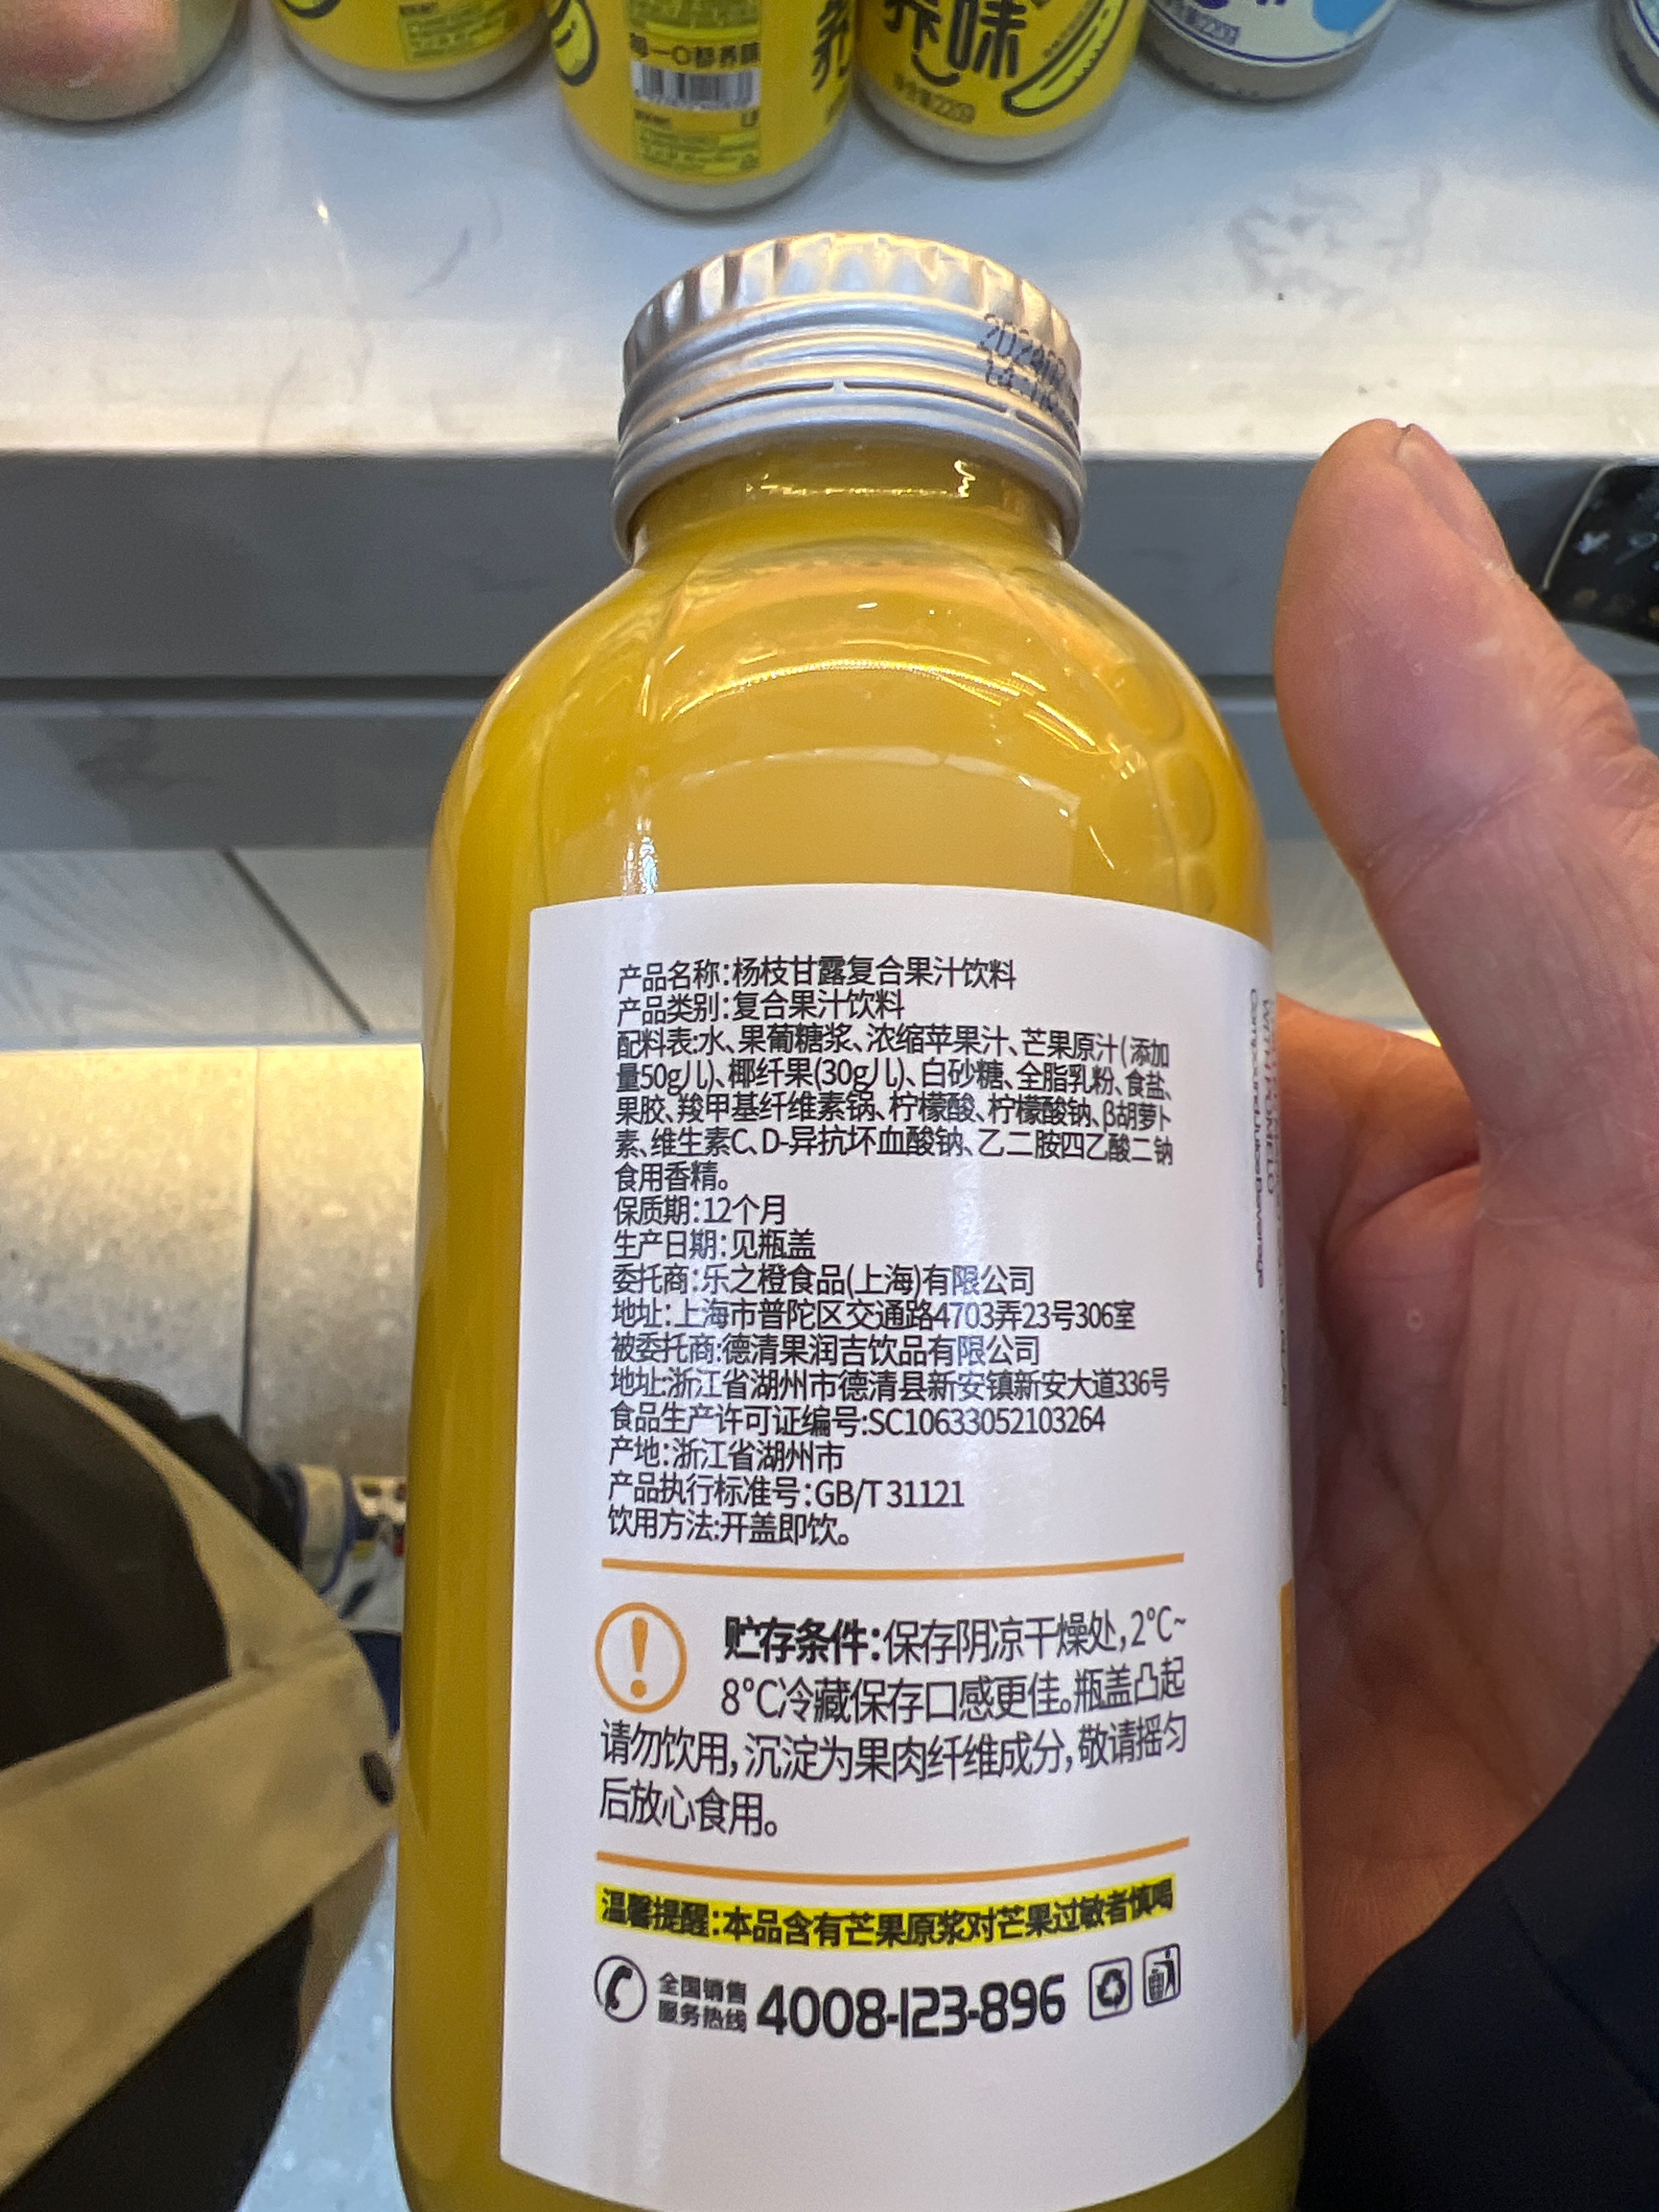 养味
净含量220g
产品名称:杨枝甘露复合果汁饮料
产品类别:复合果汁饮料
配料表:水、果葡糖浆、浓缩苹果汁、芒果原汁(添加
量50g/L)、椰纤果(30g/L)、白砂糖、全脂乳粉、食盐、
果胶、羧甲基纤维素锅、柠檬酸、柠檬酸钠、β胡萝卜
素、维生素C、D-异抗坏血酸钠、乙二胺四乙酸二钠
食用香精。
保质期:12个月
生产日期:见瓶盖
委托商:乐之橙食品(上海)有限公司
地址:上海市普陀区交通路4703弄23号306室
被委托商:德清果润吉饮品有限公司
地址:浙江省湖州市德清县新安镇新安大道336号
食品生产许可证编号:SC10633052103264
产地:浙江省湖州市
产品执行标准号:GB/T 31121
饮用方法:开盖即饮。
贮存条件:保存阴凉干燥处,2°C~
8°C冷藏保存口感更佳。瓶盖凸起
请勿饮用,沉淀为果肉纤维成分,敬请摇匀
后放心食用。
温馨提醒:本品含有芒果原浆对芒果过敏者慎喝
全国销售
服务热线 4008-123-896